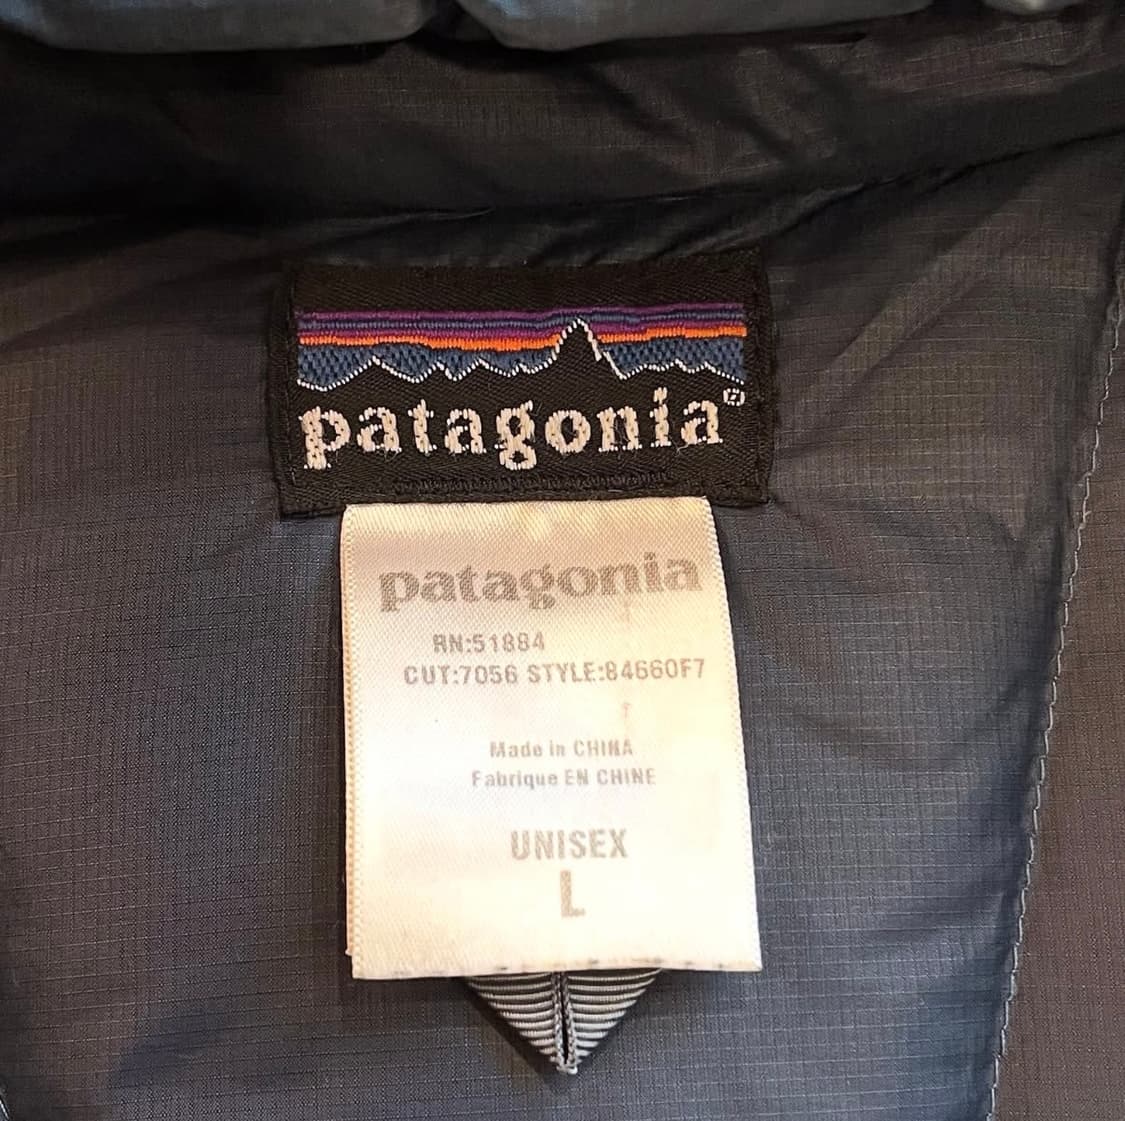 patagonia®
patagonia
RN:51884
CUT:7056 STYLE:84660F7
Made in CHINA
Fabrique EN CHINE
UNISEX
L